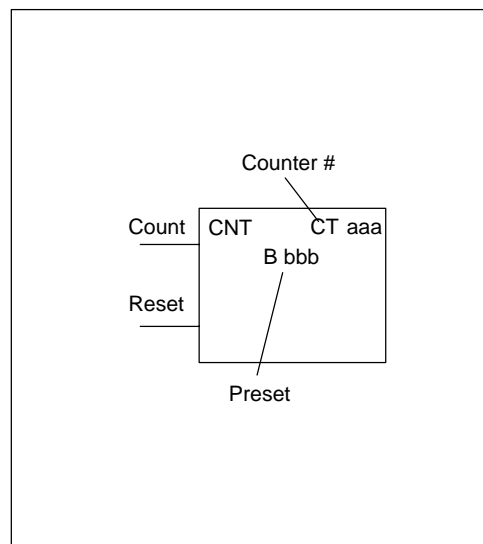 Counter #
Count
CNT CT aaa
B bbb
Reset
Preset